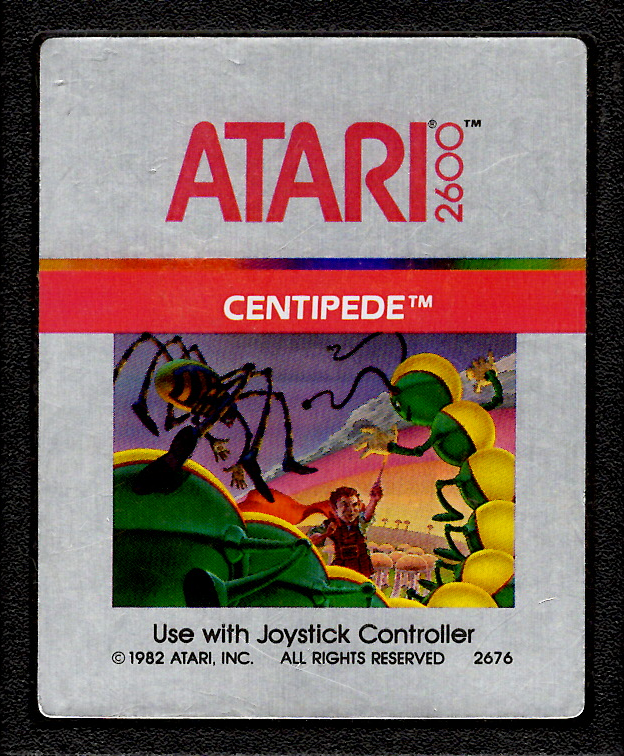 ATARI® 2600™
CENTIPEDE™
Use with Joystick Controller
© 1982 ATARI, INC. ALL RIGHTS RESERVED 2676